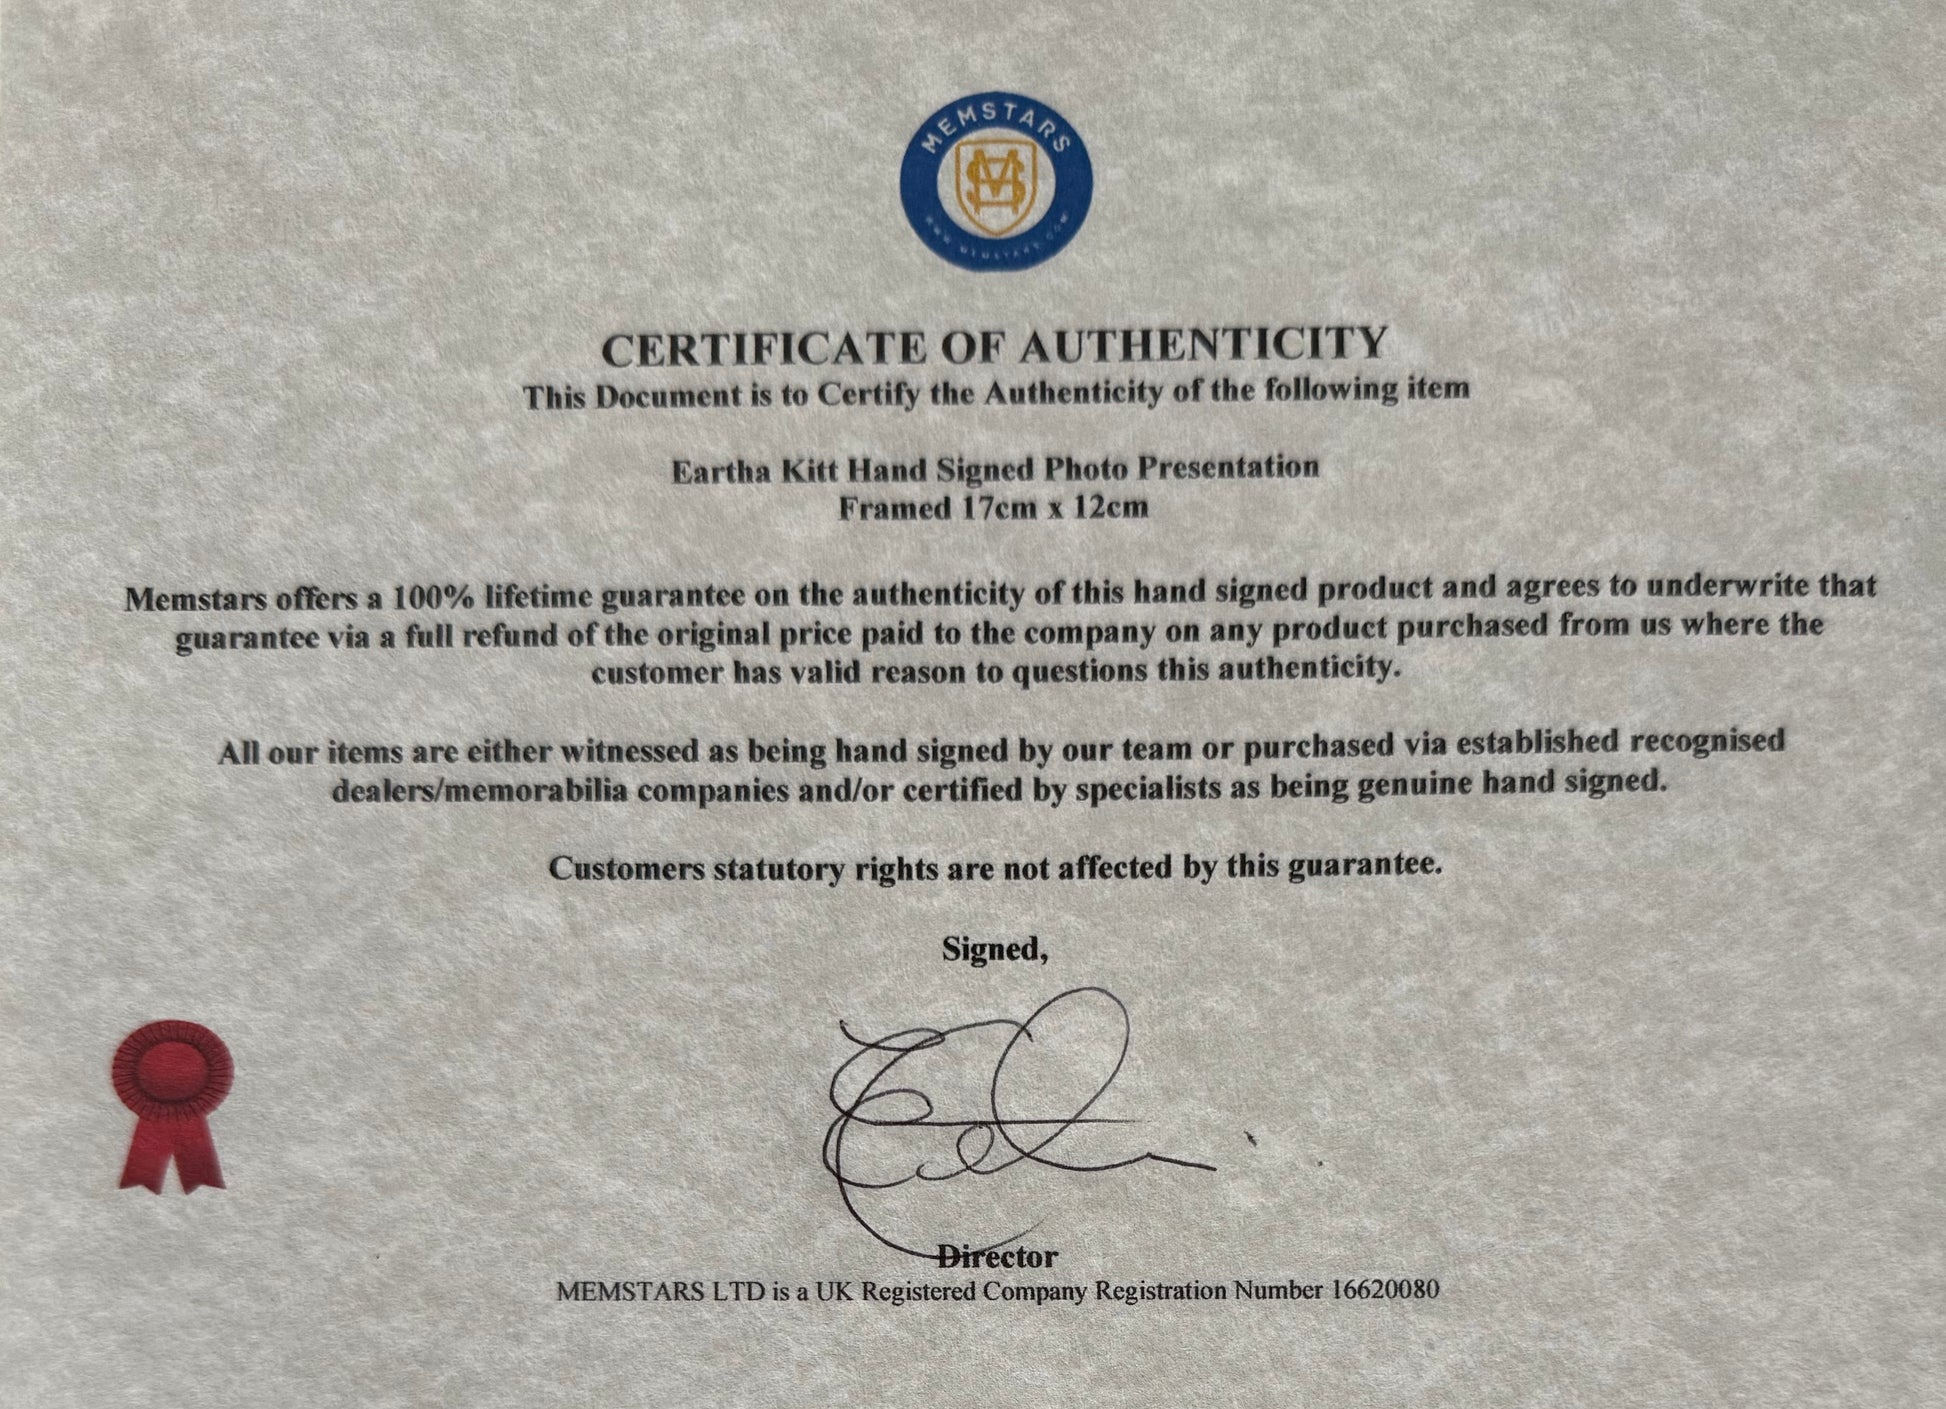 MEMSTARS
MS
WWW.MEMSTARS.COM
CERTIFICATE OF AUTHENTICITY
This Document is to Certify the Authenticity of the following item
Eartha Kitt Hand Signed Photo Presentation
Framed 17cm x 12cm
Memstars offers a 100% lifetime guarantee on the authenticity of this hand signed product and agrees to underwrite that
guarantee via a full refund of the original price paid to the company on any product purchased from us where the
customer has valid reason to questions this authenticity.
All our items are either witnessed as being hand signed by our team or purchased via established recognised
dealers/memorabilia companies and/or certified by specialists as being genuine hand signed.
Customers statutory rights are not affected by this guarantee.
Signed,
Director
MEMSTARS LTD is a UK Registered Company Registration Number 16620080